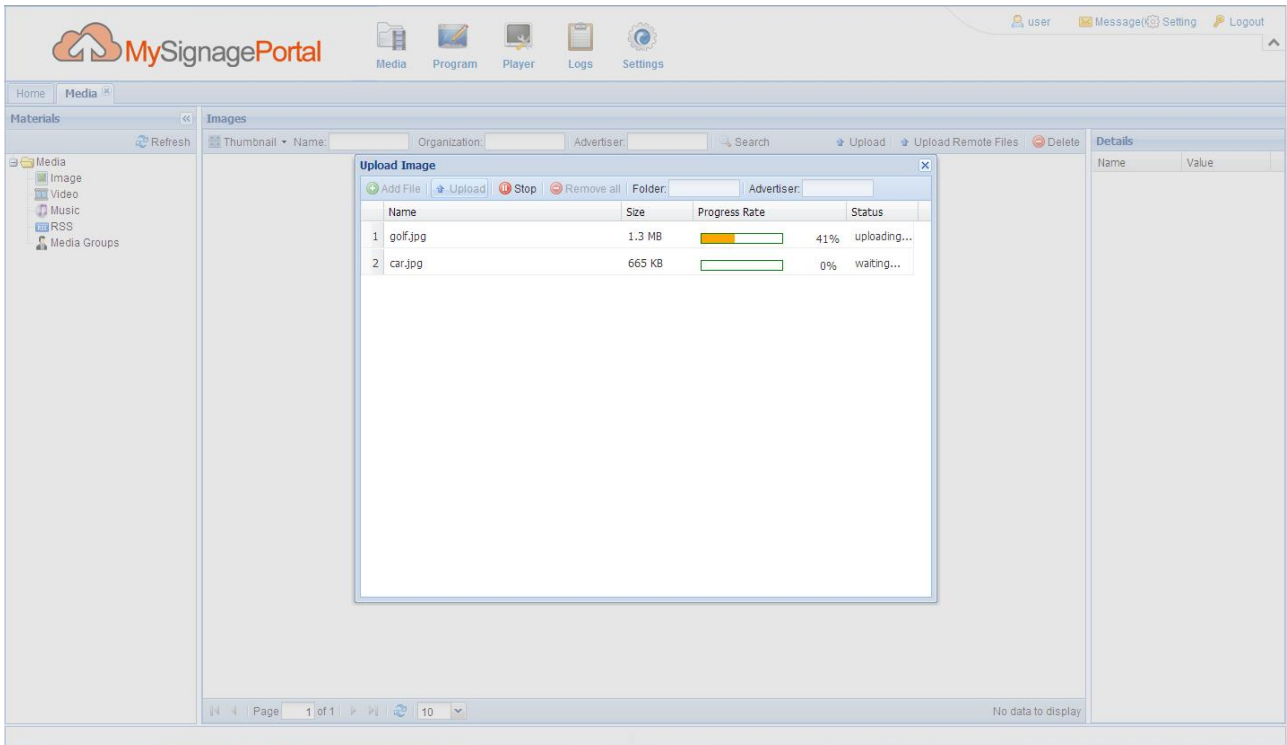 user Message( Setting Logout
MySignagePortal
Media Program Player Logs Settings
Home Media
Materials Images
Refresh Thumbnail Name: Organization: Advertiser: Search Upload Upload Remote Files Delete Details
Name Value
Media
Image
Video
Music
RSS
Media Groups
Upload Image
Add File Upload Stop Remove all Folder: Advertiser:
Name Size Progress Rate Status
1 golf.jpg 1.3 MB 41% uploading...
2 car.jpg 665 KB 0% waiting...
Page 1 of 1 10 No data to display